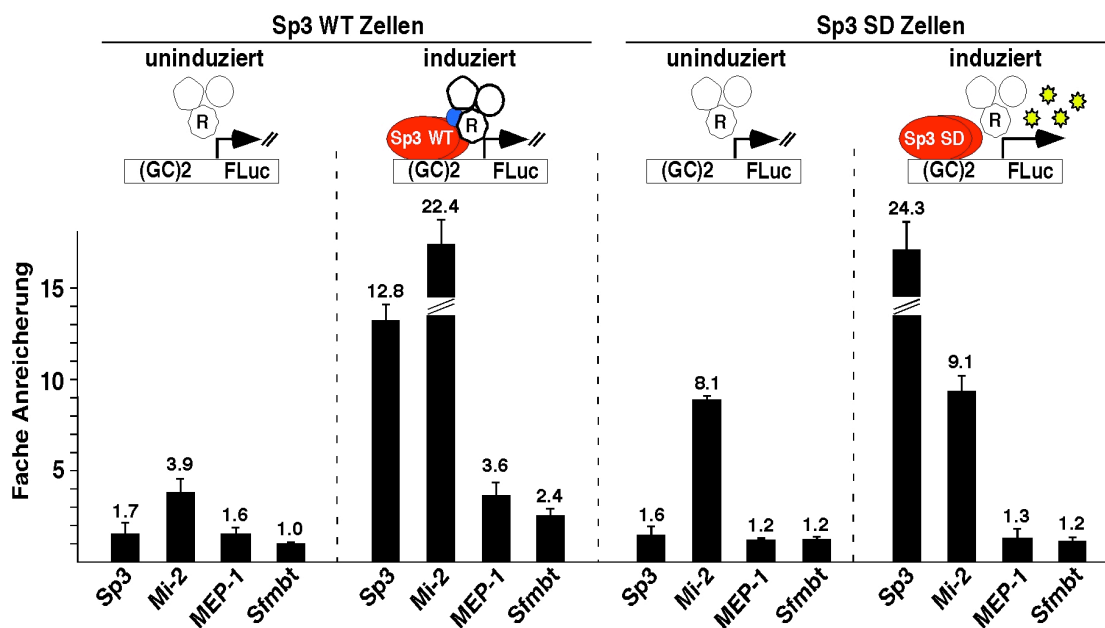 Sp3 WT Zellen Sp3 SD Zellen
uninduziert induziert uninduziert induziert
R R R R
Sp3 WT Sp3 SD
(GC)2 FLuc (GC)2 FLuc (GC)2 FLuc (GC)2 FLuc
Fache Anreicherung
15
10
5
1.7 3.9 1.6 1.0 12.8 22.4 3.6 2.4 1.6 8.1 1.2 1.2 24.3 9.1 1.3 1.2
Sp3 Mi-2 MEP-1 Sfmbt Sp3 Mi-2 MEP-1 Sfmbt Sp3 Mi-2 MEP-1 Sfmbt Sp3 Mi-2 MEP-1 Sfmbt